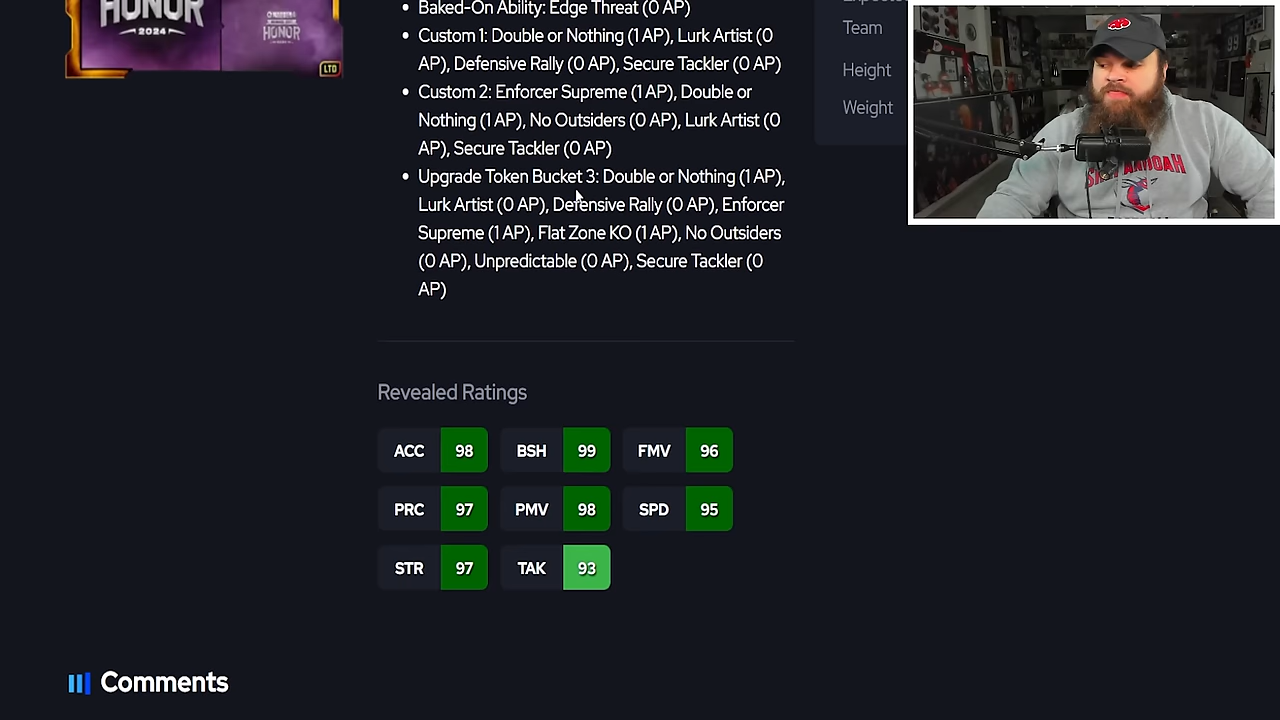 HONOR
2024
HONOR
LTD
• Baked-On Ability: Edge Threat (0 AP)
• Custom 1: Double or Nothing (1 AP), Lurk Artist (0
AP), Defensive Rally (0 AP), Secure Tackler (0 AP)
• Custom 2: Enforcer Supreme (1 AP), Double or
Nothing (1 AP), No Outsiders (0 AP), Lurk Artist (0
AP), Secure Tackler (0 AP)
• Upgrade Token Bucket 3: Double or Nothing (1 AP),
Lurk Artist (0 AP), Defensive Rally (0 AP), Enforcer
Supreme (1 AP), Flat Zone KO (1 AP), No Outsiders
(0 AP), Unpredictable (0 AP), Secure Tackler (0
AP)
Team
Height
Weight
99
Revealed Ratings
ACC 98 BSH 99 FMV 96
PRC 97 PMV 98 SPD 95
STR 97 TAK 93
Comments